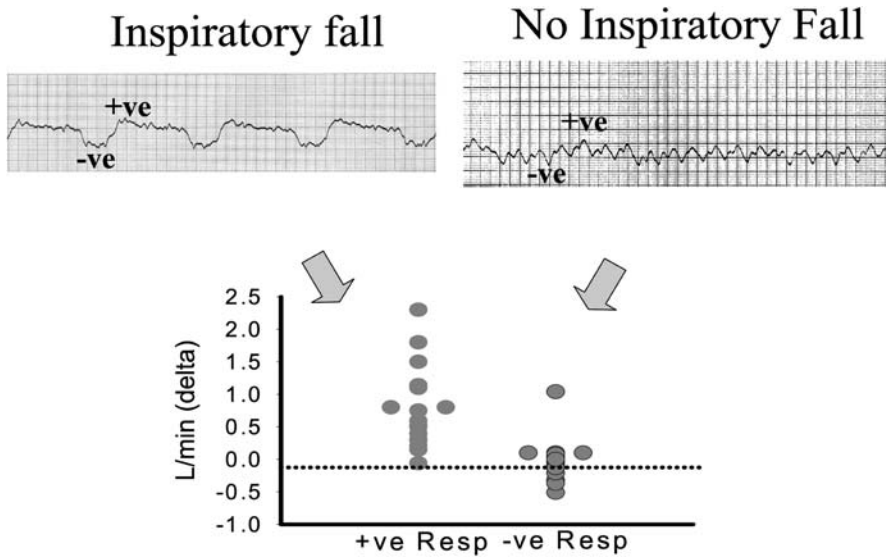 Inspiratory fall
No Inspiratory Fall
+ve
-ve
+ve
-ve
L/min (delta)
2.5
2.0
1.5
1.0
0.5
0.0
-0.5
-1.0
+ve Resp -ve Resp